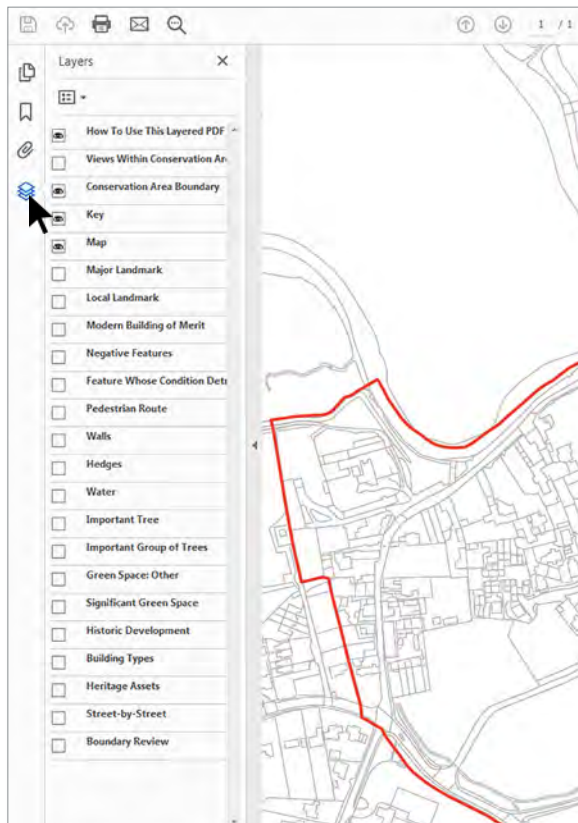 1 / 1
Layers
How To Use This Layered PDF
Views Within Conservation Ar
Conservation Area Boundary
Key
Map
Major Landmark
Local Landmark
Modern Building of Merit
Negative Features
Feature Whose Condition Detr
Pedestrian Route
Walls
Hedges
Water
Important Tree
Important Group of Trees
Green Space: Other
Significant Green Space
Historic Development
Building Types
Heritage Assets
Street-by-Street
Boundary Review